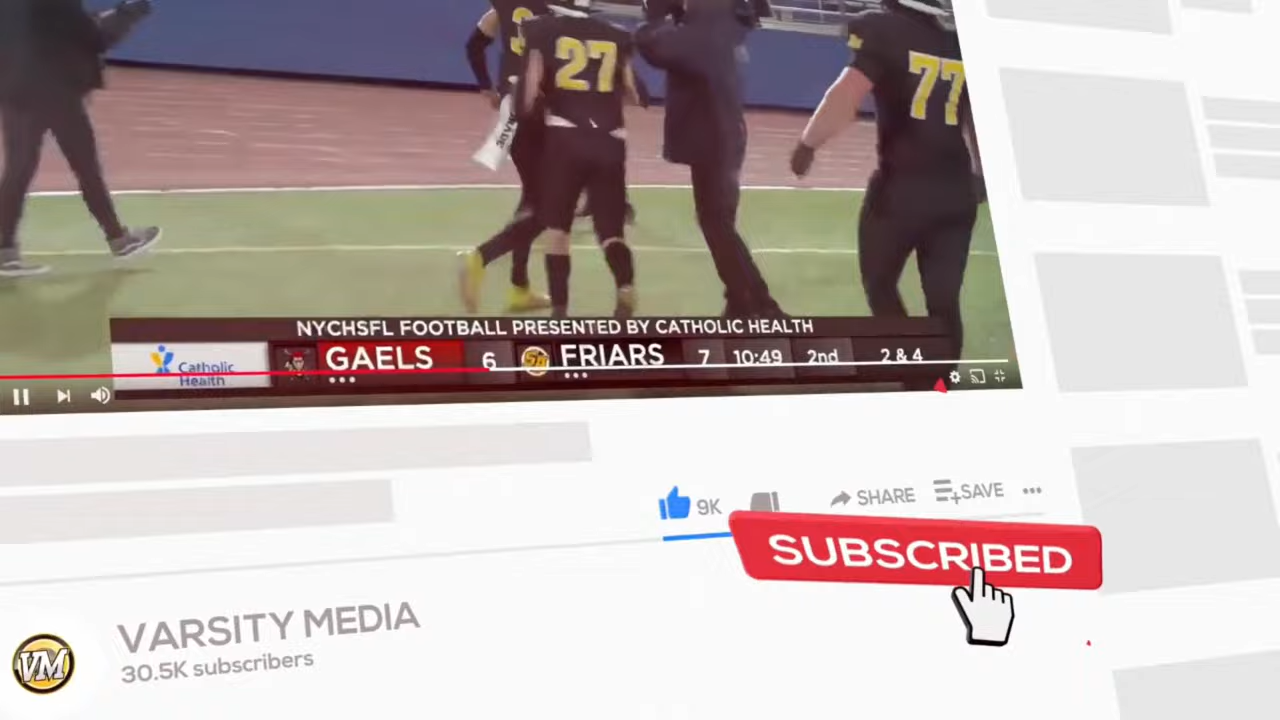 27
77
NYCHSFL FOOTBALL PRESENTED BY CATHOLIC HEALTH
Catholic Health
GAELS 6 FRIARS 7 10:49 2nd 2 & 4
9K SHARE SAVE
SUBSCRIBED
VARSITY MEDIA
VM 30.5K subscribers